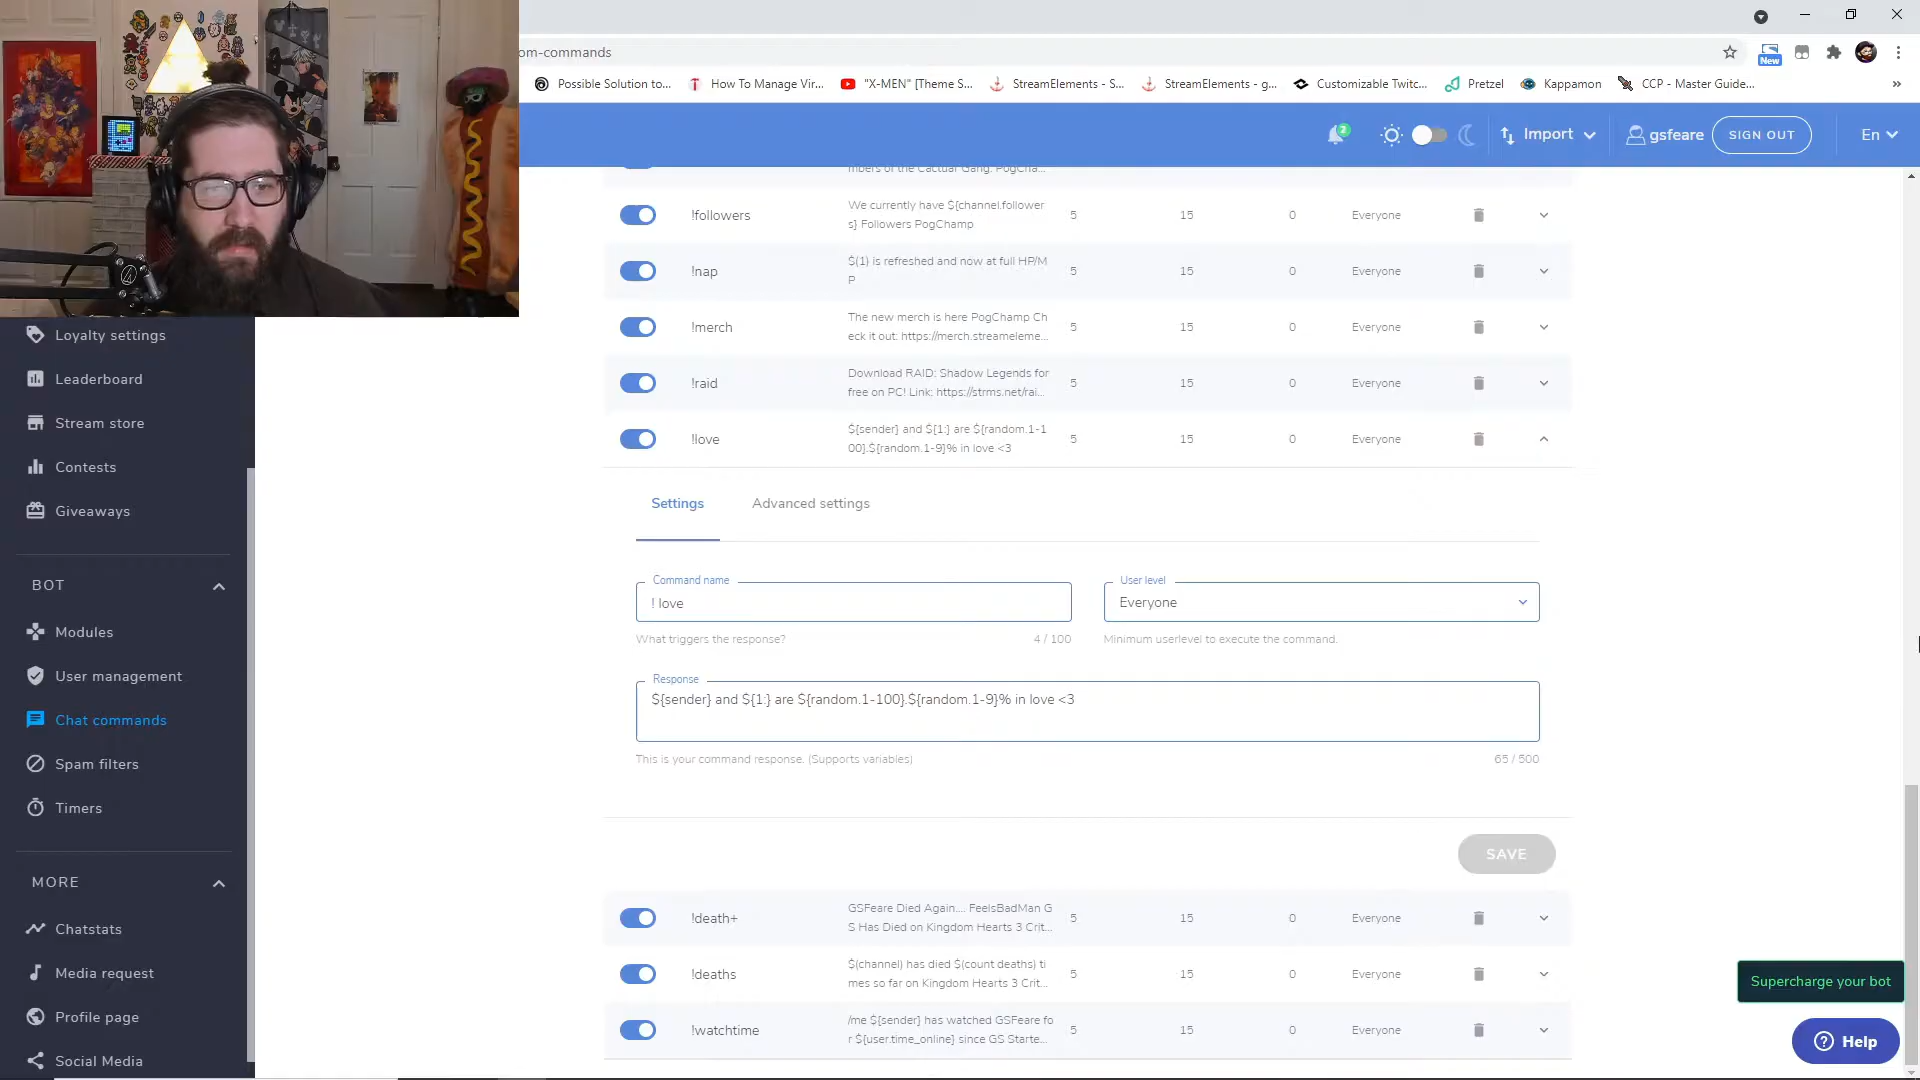 om-commands
New
Possible Solution to...
How To Manage Vir...
"X-MEN" [Theme S...
StreamElements - S...
StreamElements - g...
Customizable Twitc...
Pretzel
Kappamon
CCP - Master Guide...
»
2
Import
gsfeare
SIGN OUT
En
mbers of the Cactuar Gang. PogCha...
!followers
We currently have ${channel.follower
s} Followers PogChamp
5
15
0
Everyone
!nap
$(1) is refreshed and now at full HP/M
P
5
15
0
Everyone
!merch
The new merch is here PogChamp Ch
eck it out: https://merch.streameleme...
5
15
0
Everyone
!raid
Download RAID: Shadow Legends for
free on PC! Link: https://strms.net/rai...
5
15
0
Everyone
!love
${sender} and ${1:} are ${random.1-1
00}.${random.1-9}% in love <3
5
15
0
Everyone
Settings
Advanced settings
Command name
! love
What triggers the response?
4 / 100
User level
Everyone
Minimum userlevel to execute the command.
Response
${sender} and ${1:} are ${random.1-100}.${random.1-9}% in love <3
This is your command response. (Supports variables)
65 / 500
SAVE
!death+
GSFeare Died Again.... FeelsBadMan G
S Has Died on Kingdom Hearts 3 Crit...
5
15
0
Everyone
!deaths
$(channel) has died $(count deaths) ti
mes so far on Kingdom Hearts 3 Crit...
5
15
0
Everyone
!watchtime
/me ${sender} has watched GSFeare fo
r ${user.time_online} since GS Starte...
5
15
0
Everyone
Loyalty settings
Leaderboard
Stream store
Contests
Giveaways
BOT
Modules
User management
Chat commands
Spam filters
Timers
MORE
Chatstats
Media request
Profile page
Social Media
Supercharge your bot
Help